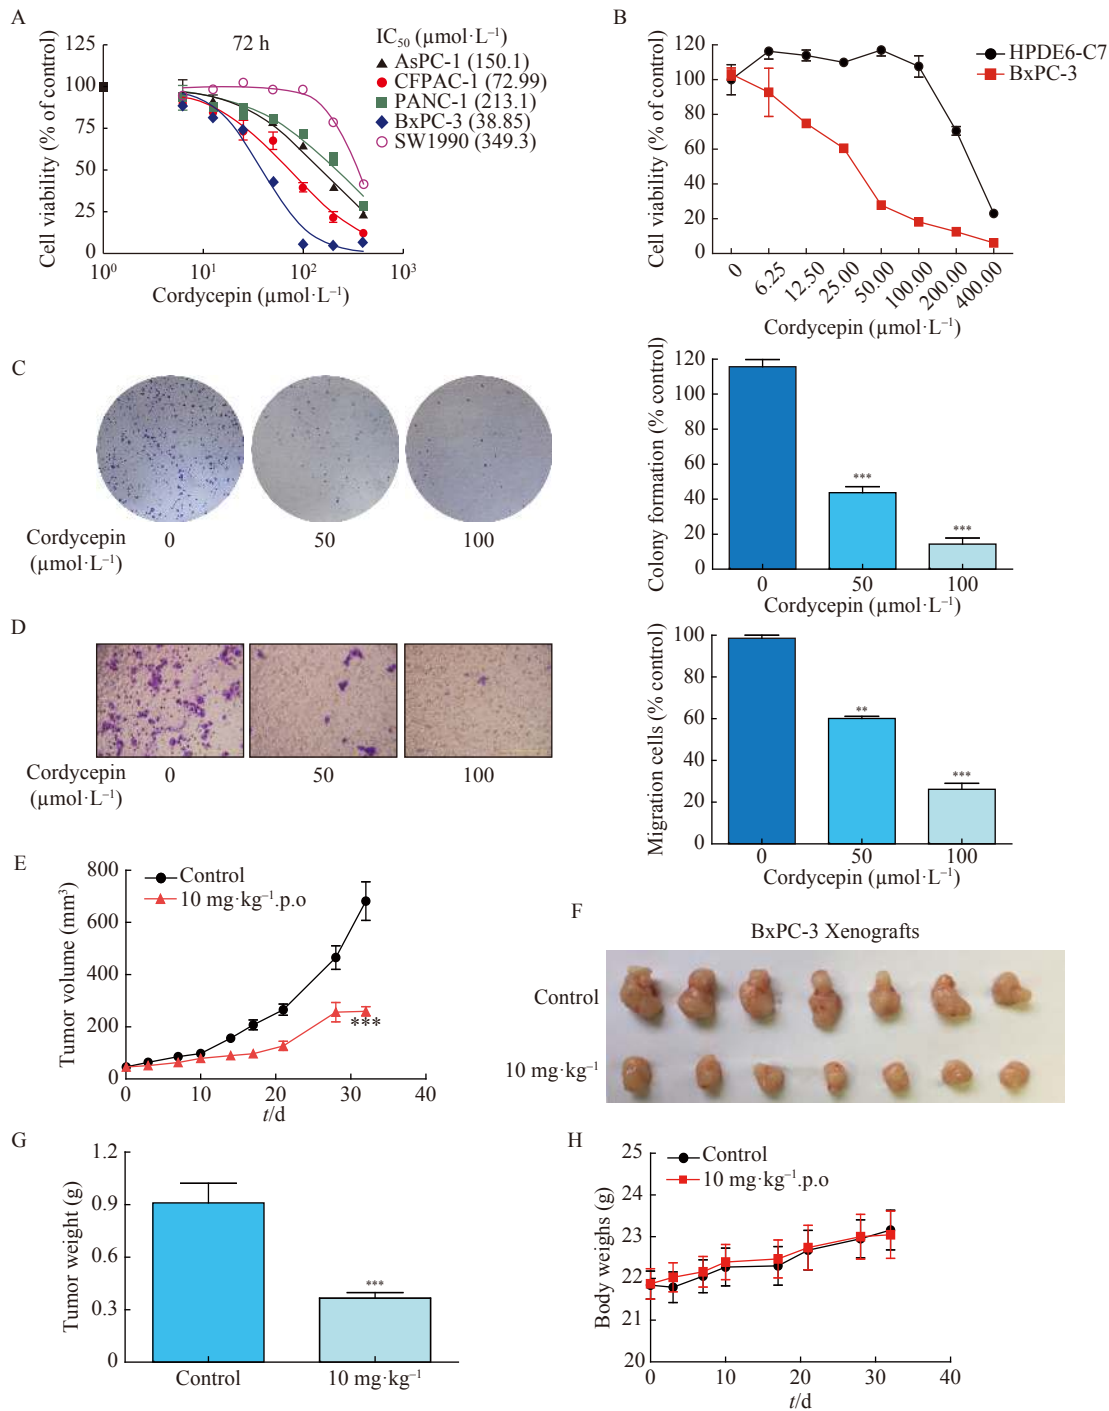 A
72 h
IC50 (µmol·L–1)
AsPC-1 (150.1)
CFPAC-1 (72.99)
PANC-1 (213.1)
BxPC-3 (38.85)
SW1990 (349.3)
Cell viability (% of control)
125
100
75
50
25
0
10⁰
10¹
10²
10³
Cordycepin (µmol·L–1)
B
HPDE6-C7
BxPC-3
Cell viability (% of control)
120
100
80
60
40
20
0
0
6.25
12.50
25.00
50.00
100.00
200.00
400.00
Cordycepin (µmol·L–1)
C
Cordycepin
(µmol·L–1)
0
50
100
Colony formation (% control)
120
100
80
60
40
20
0
***
***
0
50
100
Cordycepin (µmol·L–1)
D
Cordycepin
(µmol·L–1)
0
50
100
Migration cells (% control)
100
80
60
40
20
0
**
***
0
50
100
Cordycepin (µmol·L–1)
E
Control
10 mg·kg–1.p.o
Tumor volume (mm³)
800
600
400
200
0
***
0
10
20
30
40
t/d
F
BxPC-3 Xenografts
Control
10 mg·kg–1
G
Tumor weight (g)
1.2
0.9
0.6
0.3
0
***
Control
10 mg·kg–1
H
Control
10 mg·kg–1.p.o
Body weighs (g)
25
23
22
21
20
0
10
20
30
40
t/d